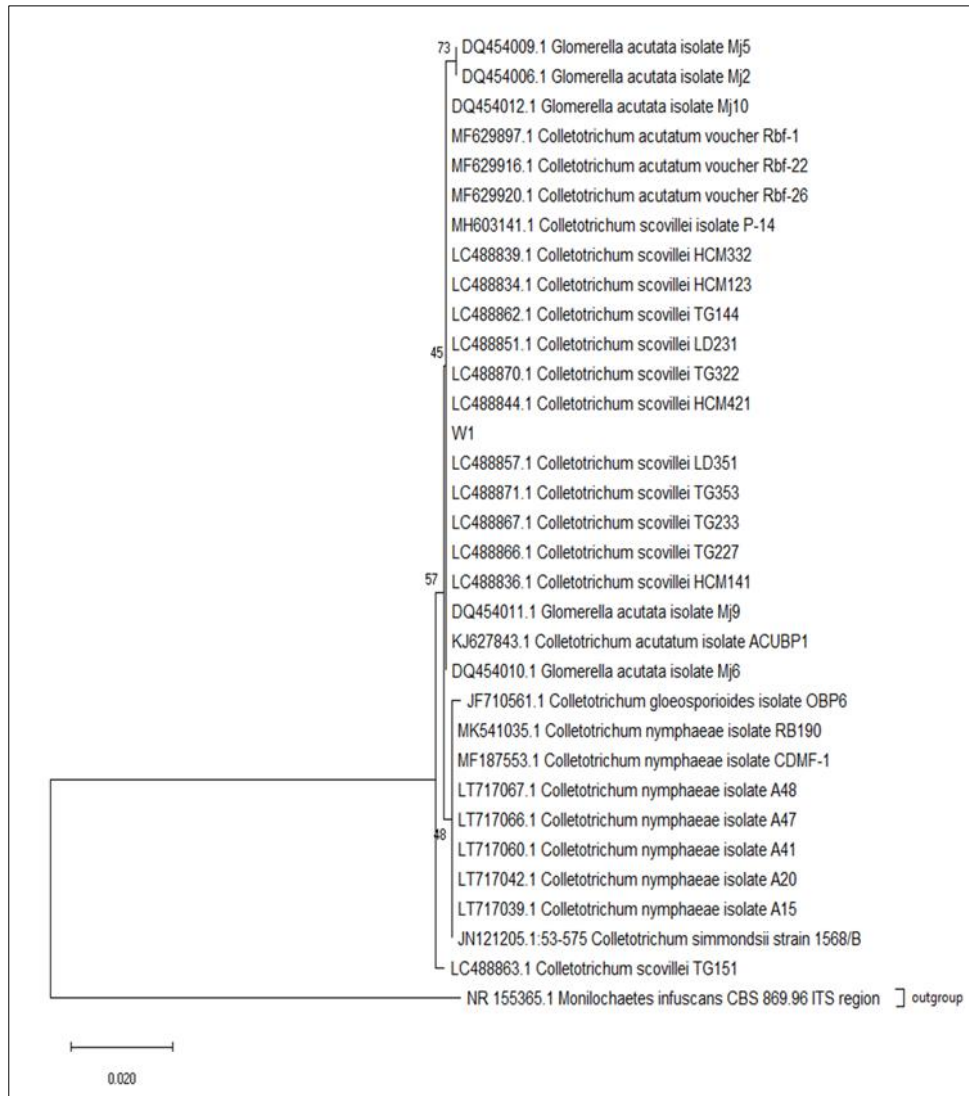 73
DQ454009.1 Glomerella acutata isolate Mj5
DQ454006.1 Glomerella acutata isolate Mj2
DQ454012.1 Glomerella acutata isolate Mj10
MF629897.1 Colletotrichum acutatum voucher Rbf-1
MF629916.1 Colletotrichum acutatum voucher Rbf-22
MF629920.1 Colletotrichum acutatum voucher Rbf-26
MH603141.1 Colletotrichum scovillei isolate P-14
LC488839.1 Colletotrichum scovillei HCM332
LC488834.1 Colletotrichum scovillei HCM123
LC488862.1 Colletotrichum scovillei TG144
45
LC488851.1 Colletotrichum scovillei LD231
LC488870.1 Colletotrichum scovillei TG322
LC488844.1 Colletotrichum scovillei HCM421
W1
LC488857.1 Colletotrichum scovillei LD351
LC488871.1 Colletotrichum scovillei TG353
LC488867.1 Colletotrichum scovillei TG233
LC488866.1 Colletotrichum scovillei TG227
57
LC488836.1 Colletotrichum scovillei HCM141
DQ454011.1 Glomerella acutata isolate Mj9
KJ627843.1 Colletotrichum acutatum isolate ACUBP1
DQ454010.1 Glomerella acutata isolate Mj6
JF710561.1 Colletotrichum gloeosporioides isolate OBP6
MK541035.1 Colletotrichum nymphaeae isolate RB190
MF187553.1 Colletotrichum nymphaeae isolate CDMF-1
LT717067.1 Colletotrichum nymphaeae isolate A48
LT717066.1 Colletotrichum nymphaeae isolate A47
48
LT717060.1 Colletotrichum nymphaeae isolate A41
LT717042.1 Colletotrichum nymphaeae isolate A20
LT717039.1 Colletotrichum nymphaeae isolate A15
JN121205.1:53-575 Colletotrichum simmondsii strain 1568/B
LC488863.1 Colletotrichum scovillei TG151
NR 155365.1 Monilochaetes infuscans CBS 869.96 ITS region outgroup
0.020